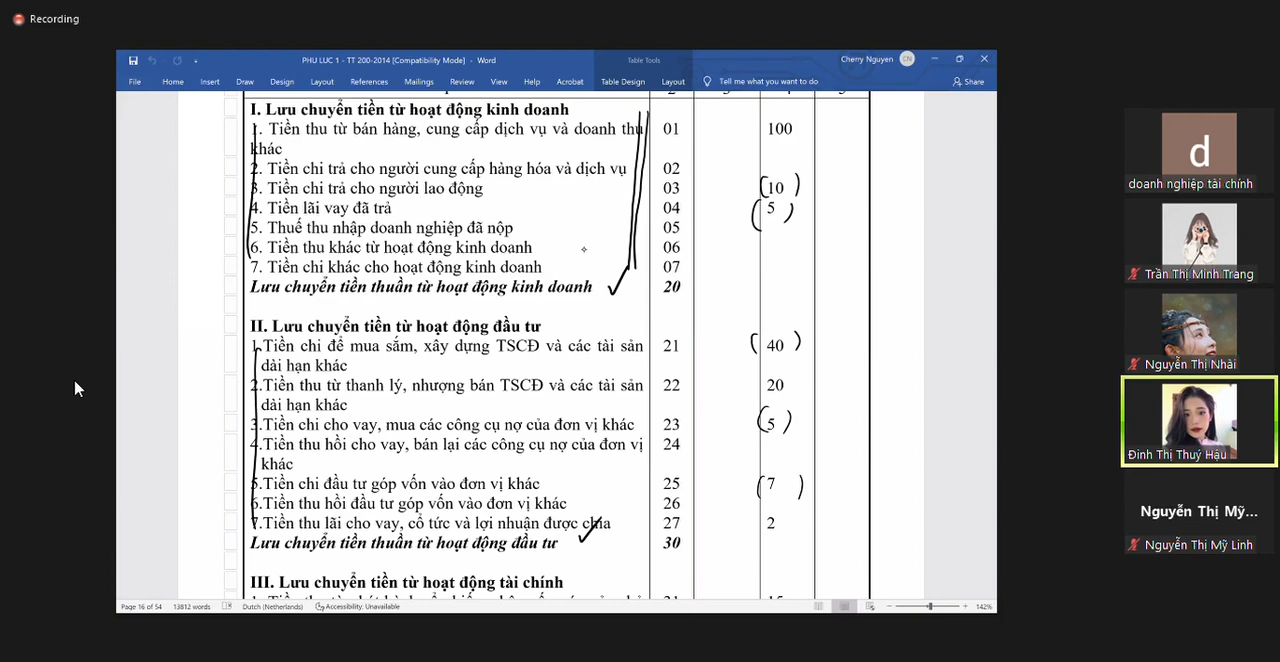 Recording
PHU LUC 1 - TT 200-2014 [Compatibility Mode] - Word
Table Tools
Cherry Nguyen
CN
File Home Insert Draw Design Layout References Mailings Review View Help Acrobat Table Design Layout Tell me what you want to do Share
I. Lưu chuyển tiền từ hoạt động kinh doanh
1. Tiền thu từ bán hàng, cung cấp dịch vụ và doanh thu 01 100
khác
2. Tiền chi trả cho người cung cấp hàng hóa và dịch vụ 02
3. Tiền chi trả cho người lao động 03 (10 )
4. Tiền lãi vay đã trả 04 ( 5 )
5. Thuế thu nhập doanh nghiệp đã nộp 05
6. Tiền thu khác từ hoạt động kinh doanh 06
7. Tiền chi khác cho hoạt động kinh doanh 07
Lưu chuyển tiền thuần từ hoạt động kinh doanh 20
II. Lưu chuyển tiền từ hoạt động đầu tư
1.Tiền chi để mua sắm, xây dựng TSCĐ và các tài sản 21 ( 40 )
dài hạn khác
2.Tiền thu từ thanh lý, nhượng bán TSCĐ và các tài sản 22 20
dài hạn khác
3.Tiền chi cho vay, mua các công cụ nợ của đơn vị khác 23 ( 5 )
4.Tiền thu hồi cho vay, bán lại các công cụ nợ của đơn vị 24
khác
5.Tiền chi đầu tư góp vốn vào đơn vị khác 25 ( 7 )
6.Tiền thu hồi đầu tư góp vốn vào đơn vị khác 26
7.Tiền thu lãi cho vay, cổ tức và lợi nhuận được chia 27 2
Lưu chuyển tiền thuần từ hoạt động đầu tư 30
III. Lưu chuyển tiền từ hoạt động tài chính
Page 16 of 54 13812 words Dutch (Netherlands) Accessibility: Unavailable 142%
d
doanh nghiệp tài chính
Trần Thị Minh Trang
Nguyễn Thị Nhài
Đinh Thị Thuý Hậu
Nguyễn Thị Mỹ...
Nguyễn Thị Mỹ Linh